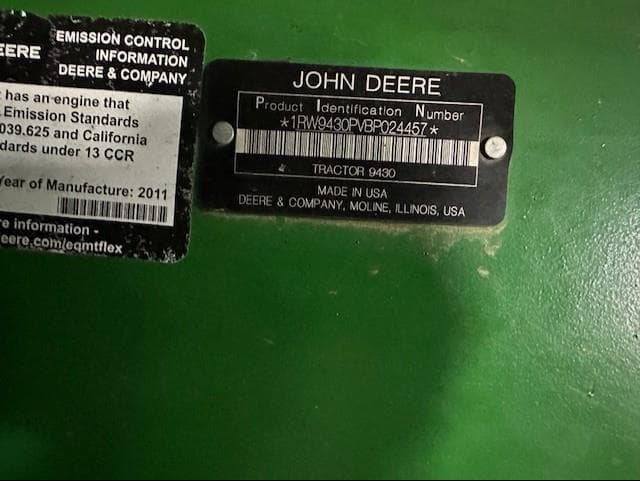 EERE
EMISSION CONTROL
INFORMATION
DEERE & COMPANY
has an engine that
Emission Standards
039.625 and California
dards under 13 CCR
Year of Manufacture: 2011
e information -
eere.com/eqmtflex
JOHN DEERE
Product Identification Number
*1RW9430PVBP024457*
TRACTOR 9430
MADE IN USA
DEERE & COMPANY, MOLINE, ILLINOIS, USA